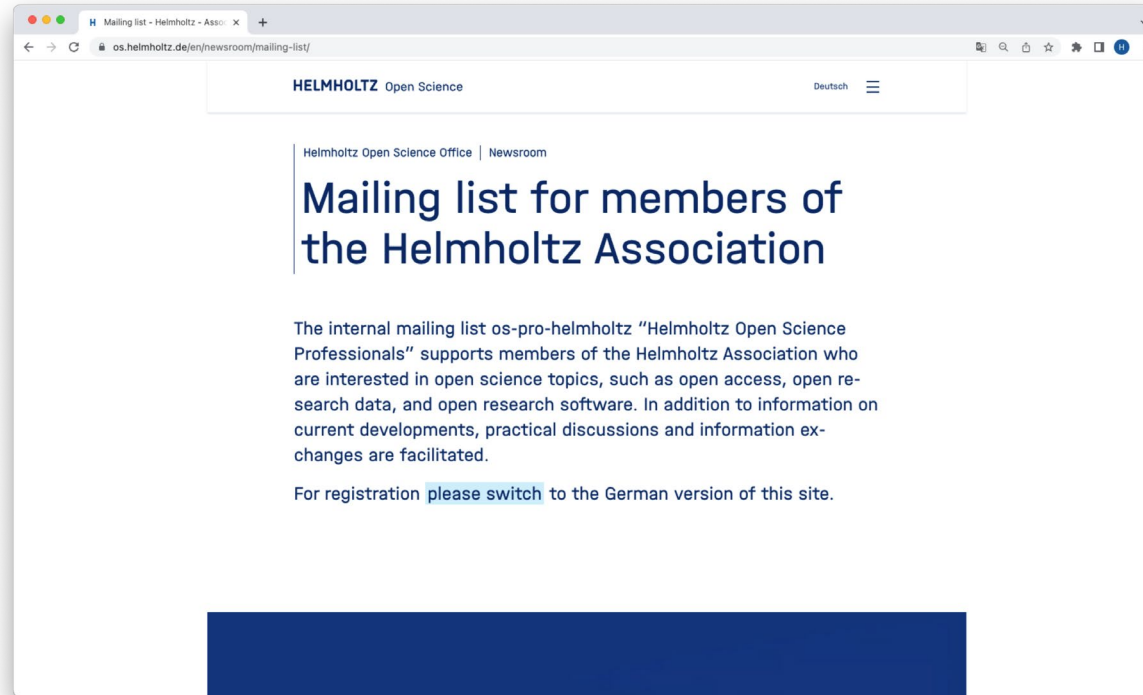 H Mailing list - Helmholtz - Assoc
os.helmholtz.de/en/newsroom/mailing-list/
H
HELMHOLTZ Open Science
Deutsch
Helmholtz Open Science Office | Newsroom
Mailing list for members of
the Helmholtz Association
The internal mailing list os-pro-helmholtz “Helmholtz Open Science
Professionals” supports members of the Helmholtz Association who
are interested in open science topics, such as open access, open re-
search data, and open research software. In addition to information on
current developments, practical discussions and information ex-
changes are facilitated.
For registration please switch to the German version of this site.